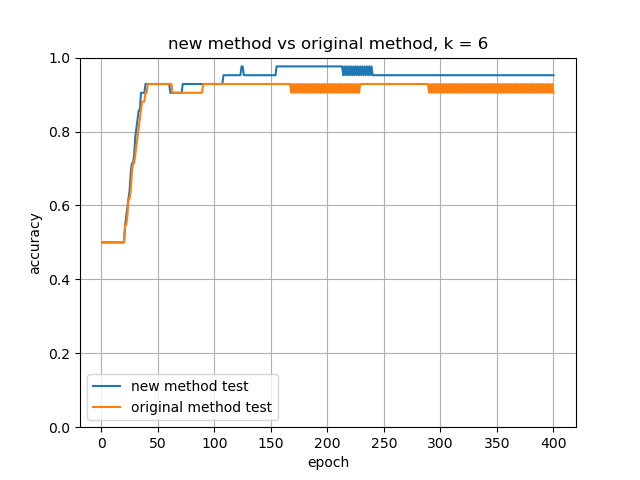 new method vs original method, k = 6
1.0
0.8
0.6
0.4
0.2
0.0
accuracy
new method test
original method test
0 50 100 150 200 250 300 350 400
epoch